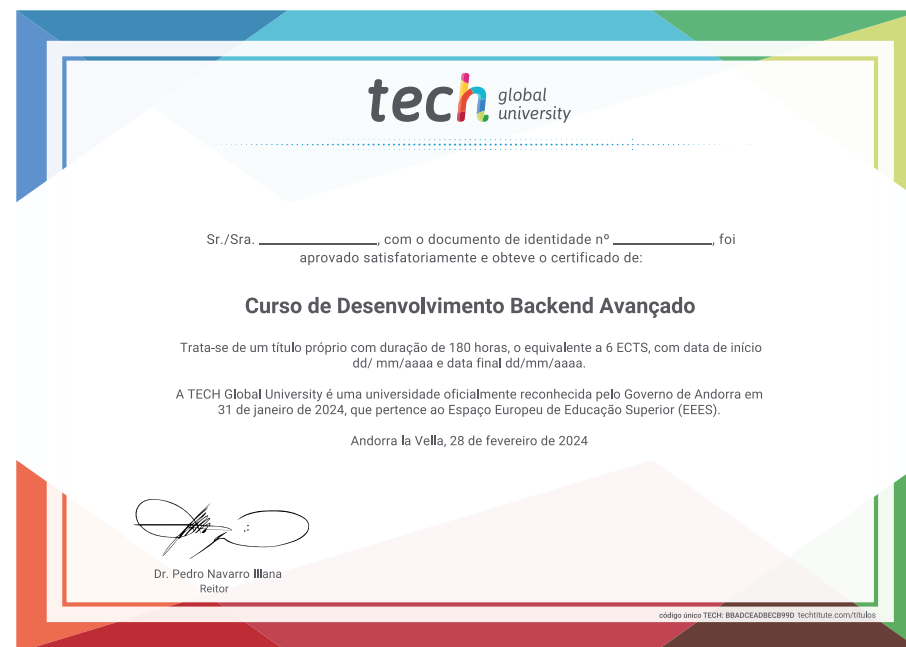 tech global university
Sr./Sra. ________________, com o documento de identidade nº ______________, foi
aprovado satisfatoriamente e obteve o certificado de:
Curso de Desenvolvimento Backend Avançado
Trata-se de um título próprio com duração de 180 horas, o equivalente a 6 ECTS, com data de início
dd/ mm/aaaa e data final dd/mm/aaaa.
A TECH Global University é uma universidade oficialmente reconhecida pelo Governo de Andorra em
31 de janeiro de 2024, que pertence ao Espaço Europeu de Educação Superior (EEES).
Andorra la Vella, 28 de fevereiro de 2024
Dr. Pedro Navarro Illana
Reitor
código único TECH: BBADCEADBECB99D techtitute.com/titulos